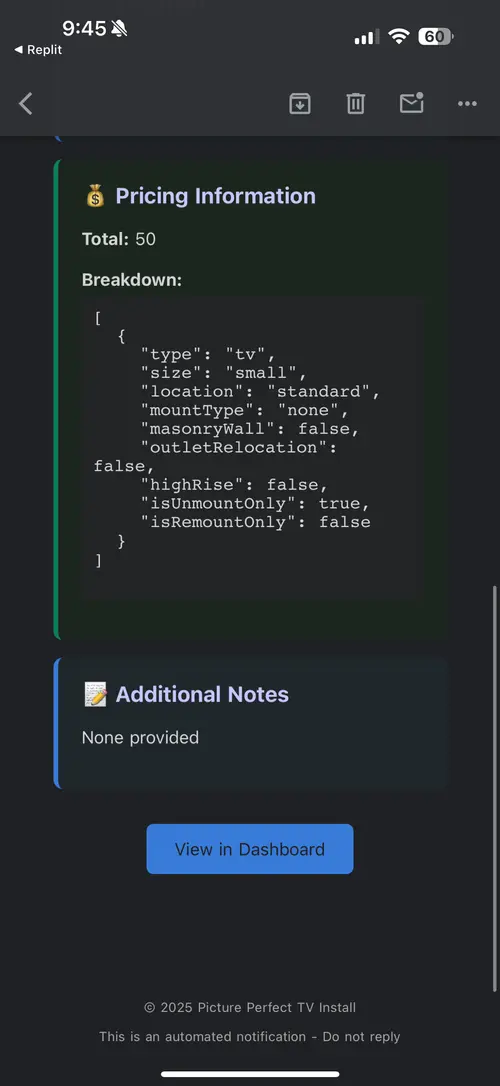 9:45
60
◀ Replit
💰 Pricing Information
Total: 50
Breakdown:
[
  {
    "type": "tv",
    "size": "small",
    "location": "standard",
    "mountType": "none",
    "masonryWall": false,
    "outletRelocation":
false,
    "highRise": false,
    "isUnmountOnly": true,
    "isRemountOnly": false
  }
]
📝 Additional Notes
None provided
View in Dashboard
© 2025 Picture Perfect TV Install
This is an automated notification - Do not reply